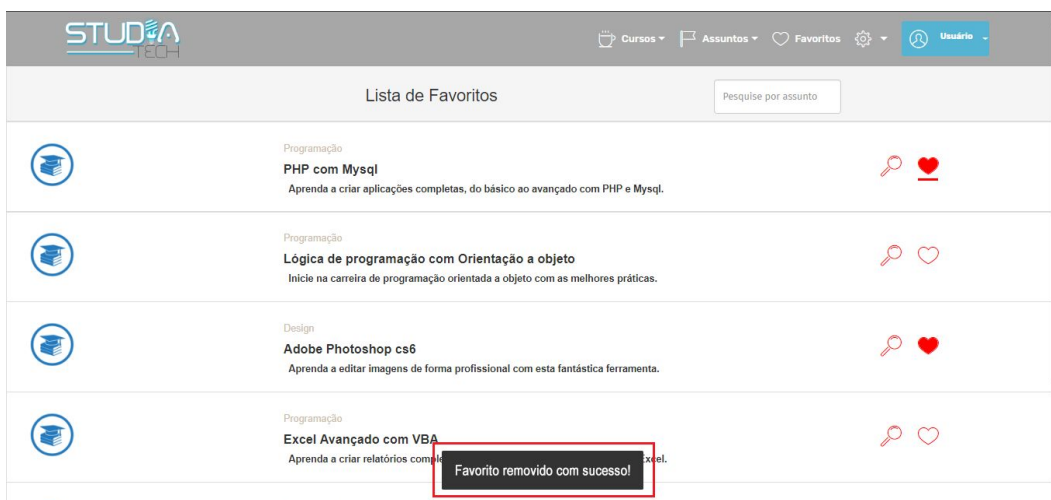 STUDIA
TECH
Cursos
Assuntos
Favoritos
Usuário
Lista de Favoritos
Pesquise por assunto
Programação
PHP com Mysql
Aprenda a criar aplicações completas, do básico ao avançado com PHP e Mysql.
Programação
Lógica de programação com Orientação a objeto
Inicie na carreira de programação orientada a objeto com as melhores práticas.
Design
Adobe Photoshop cs6
Aprenda a editar imagens de forma profissional com esta fantástica ferramenta.
Programação
Excel Avançado com VBA
Aprenda a criar relatórios
Favorito removido com sucesso!